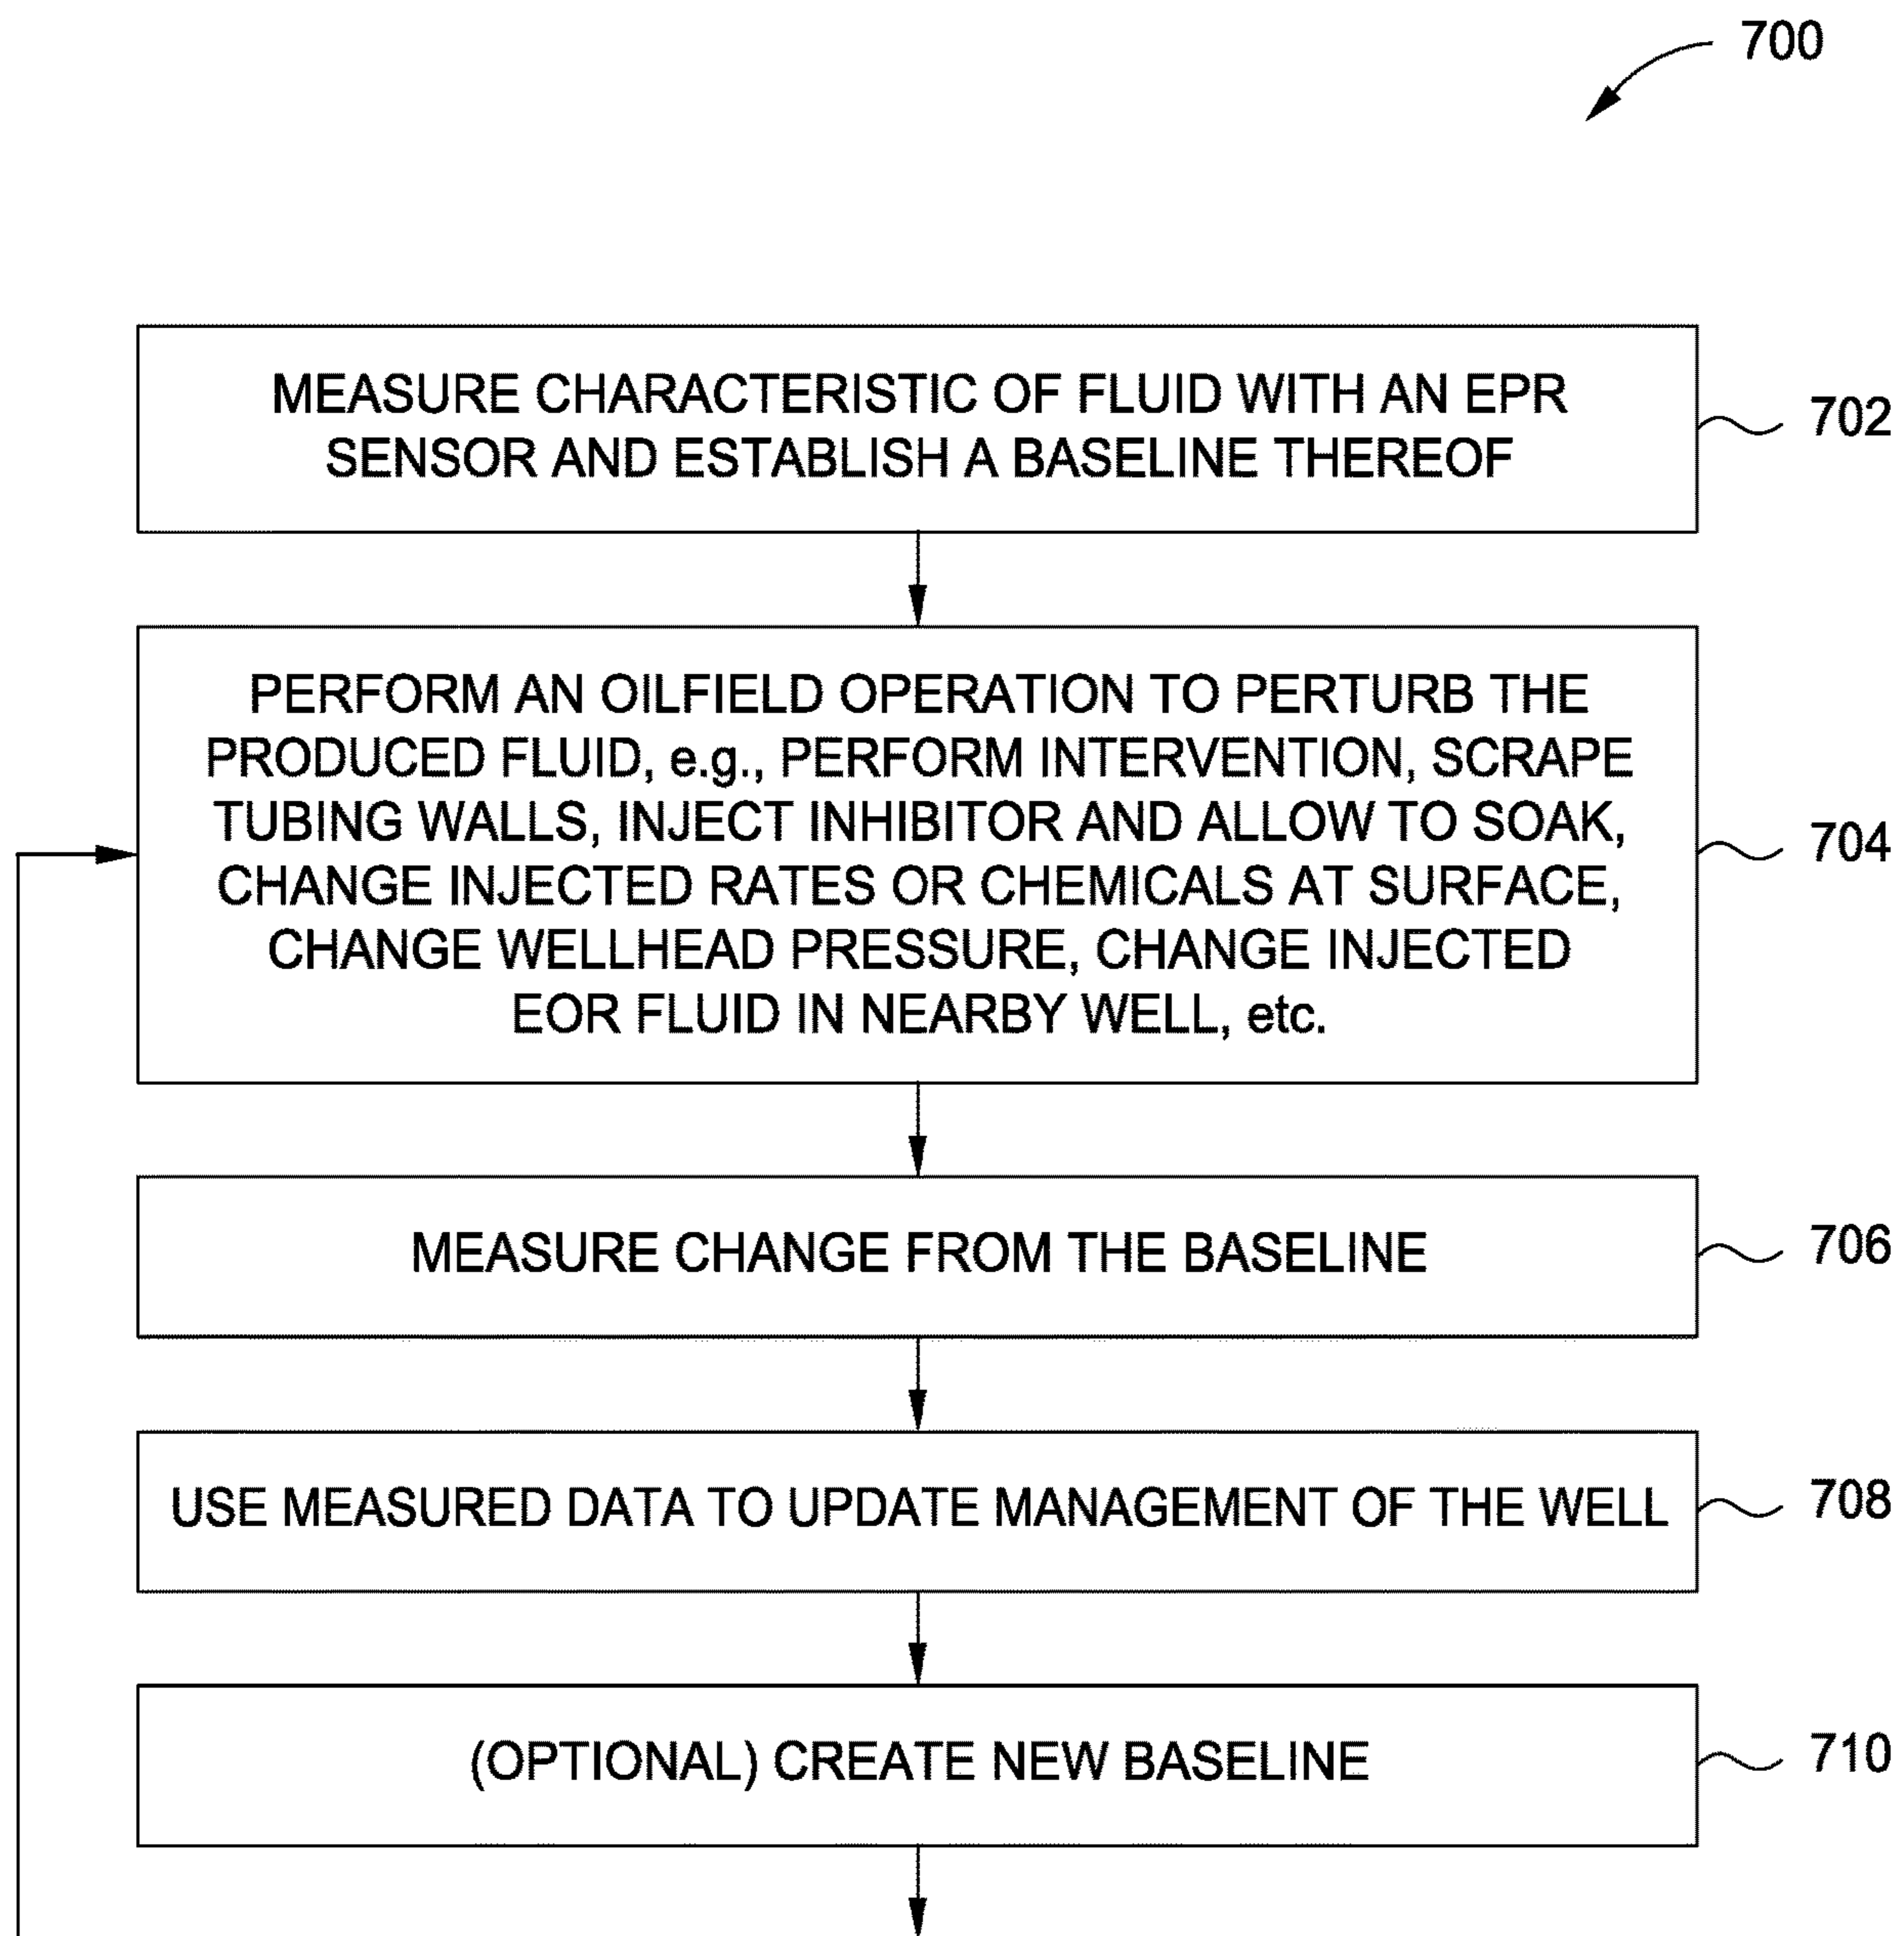 700
MEASURE CHARACTERISTIC OF FLUID WITH AN EPR
SENSOR AND ESTABLISH A BASELINE THEREOF
702
PERFORM AN OILFIELD OPERATION TO PERTURB THE
PRODUCED FLUID, e.g., PERFORM INTERVENTION, SCRAPE
TUBING WALLS, INJECT INHIBITOR AND ALLOW TO SOAK,
CHANGE INJECTED RATES OR CHEMICALS AT SURFACE,
CHANGE WELLHEAD PRESSURE, CHANGE INJECTED
EOR FLUID IN NEARBY WELL, etc.
704
MEASURE CHANGE FROM THE BASELINE
706
USE MEASURED DATA TO UPDATE MANAGEMENT OF THE WELL
708
(OPTIONAL) CREATE NEW BASELINE
710